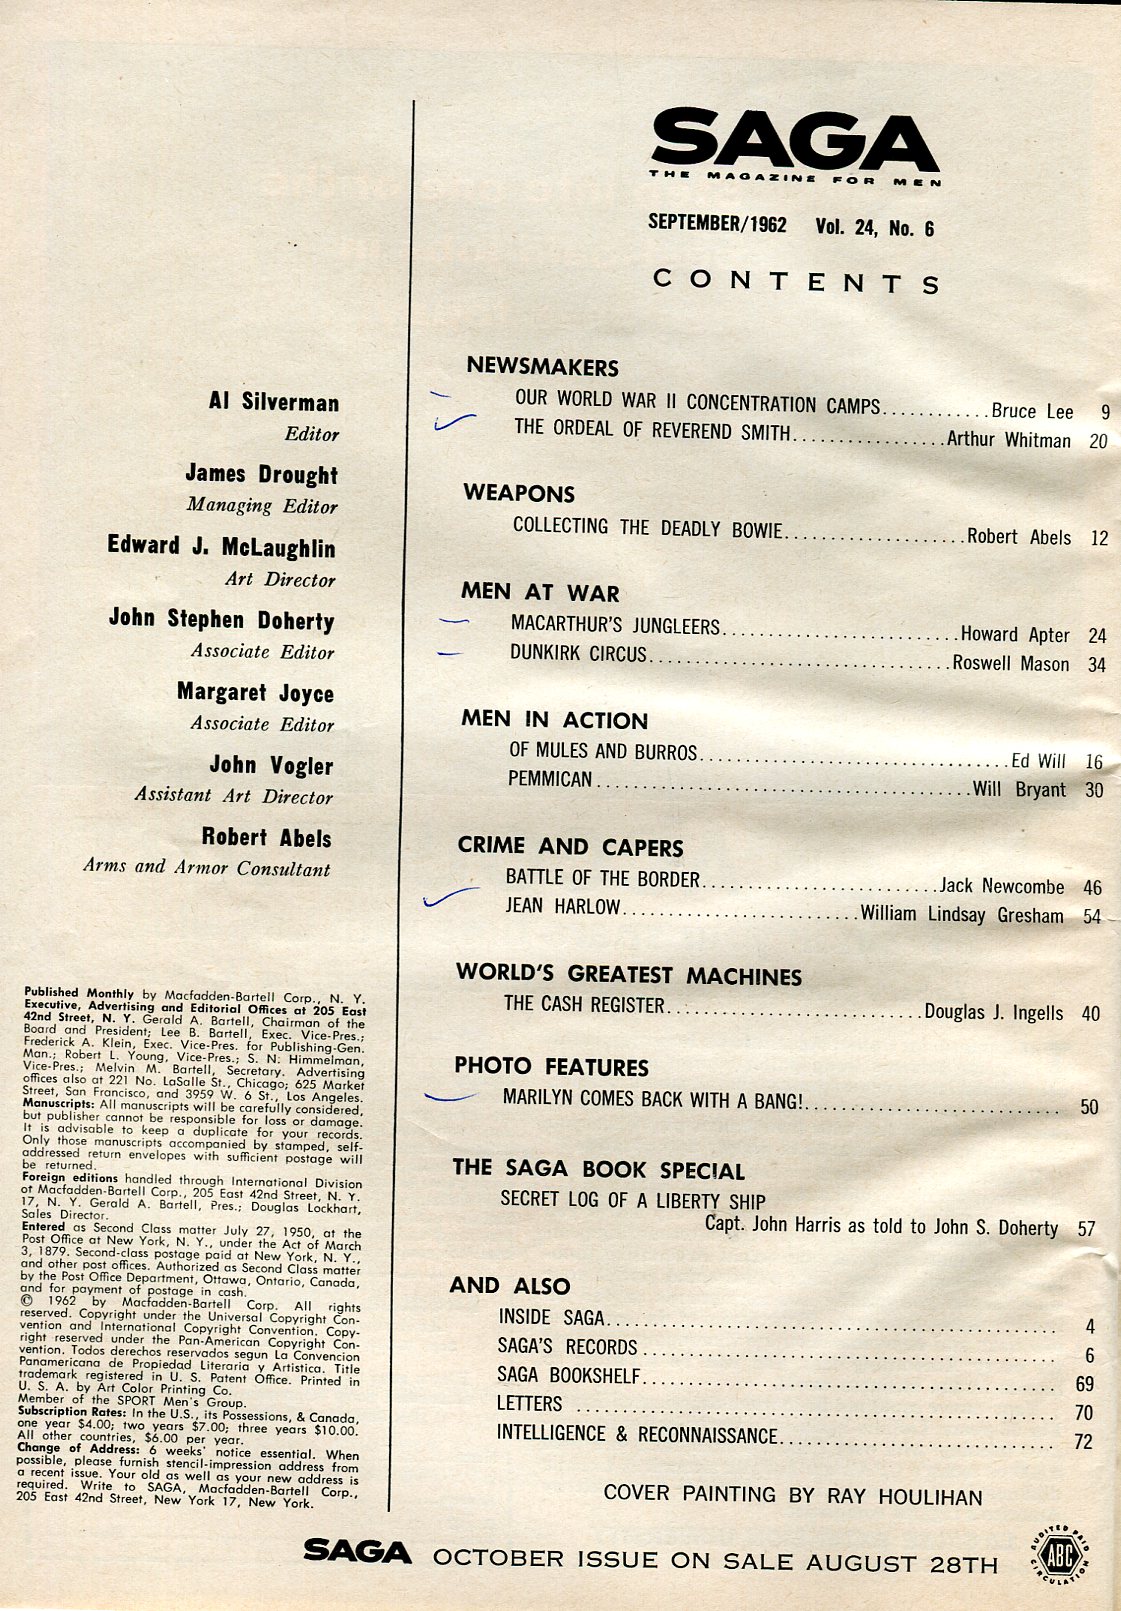 SAGA
THE MAGAZINE FOR MEN
SEPTEMBER/1962 Vol. 24, No. 6
CONTENTS
Al Silverman
Editor
James Drought
Managing Editor
Edward J. McLaughlin
Art Director
John Stephen Doherty
Associate Editor
Margaret Joyce
Associate Editor
John Vogler
Assistant Art Director
Robert Abels
Arms and Armor Consultant
Published Monthly by Macfadden-Bartell Corp., N. Y.
Executive, Advertising and Editorial Offices at 205 East
42nd Street, N. Y. Gerald A. Bartell, Chairman of the
Board and President; Lee B. Bartell, Exec. Vice-Pres.;
Frederick A. Klein, Exec. Vice-Pres. for Publishing-Gen.
Man.; Robert L. Young, Vice-Pres.; S. N. Himmelman,
Vice-Pres.; Melvin M. Bartell, Secretary. Advertising
offices also at 221 No. LaSalle St., Chicago; 625 Market
Street, San Francisco, and 3959 W. 6 St., Los Angeles.
Manuscripts: All manuscripts will be carefully considered,
but publisher cannot be responsible for loss or damage.
It is advisable to keep a duplicate for your records.
Only those manuscripts accompanied by stamped, self-
addressed return envelopes with sufficient postage will
be returned.
Foreign editions handled through International Division
of Macfadden-Bartell Corp., 205 East 42nd Street, N. Y.
17, N. Y. Gerald A. Bartell, Pres.; Douglas Lockhart,
Sales Director.
Entered as Second Class matter July 27, 1950, at the
Post Office at New York, N. Y., under the Act of March
3, 1879. Second-class postage paid at New York, N. Y.,
and other post offices. Authorized as Second Class matter
by the Post Office Department, Ottawa, Ontario, Canada,
and for payment of postage in cash.
© 1962 by Macfadden-Bartell Corp. All rights
reserved. Copyright under the Universal Copyright Con-
vention and International Copyright Convention. Copy-
right reserved under the Pan-American Copyright Con-
vention. Todos derechos reservados segun La Convencion
Panamericana de Propiedad Literaria y Artistica. Title
trademark registered in U. S. Patent Office. Printed in
U. S. A. by Art Color Printing Co.
Member of the SPORT Men's Group.
Subscription Rates: In the U.S., its Possessions, & Canada,
one year $4.00; two years $7.00; three years $10.00.
All other countries, $6.00 per year.
Change of Address: 6 weeks' notice essential. When
possible, please furnish stencil-impression address from
a recent issue. Your old as well as your new address is
required. Write to SAGA, Macfadden-Bartell Corp.,
205 East 42nd Street, New York 17, New York.
NEWSMAKERS
OUR WORLD WAR II CONCENTRATION CAMPS............Bruce Lee 9
THE ORDEAL OF REVEREND SMITH.................Arthur Whitman 20
WEAPONS
COLLECTING THE DEADLY BOWIE....................Robert Abels 12
MEN AT WAR
MACARTHUR'S JUNGLEERS..........................Howard Apter 24
DUNKIRK CIRCUS.................................Roswell Mason 34
MEN IN ACTION
OF MULES AND BURROS..................................Ed Will 16
PEMMICAN.........................................Will Bryant 30
CRIME AND CAPERS
BATTLE OF THE BORDER..........................Jack Newcombe 46
JEAN HARLOW..........................William Lindsay Gresham 54
WORLD'S GREATEST MACHINES
THE CASH REGISTER............................Douglas J. Ingells 40
PHOTO FEATURES
MARILYN COMES BACK WITH A BANG!............................ 50
THE SAGA BOOK SPECIAL
SECRET LOG OF A LIBERTY SHIP
Capt. John Harris as told to John S. Doherty 57
AND ALSO
INSIDE SAGA................................................. 4
SAGA'S RECORDS............................................. 6
SAGA BOOKSHELF............................................. 69
LETTERS .................................................... 70
INTELLIGENCE & RECONNAISSANCE.............................. 72
COVER PAINTING BY RAY HOULIHAN
SAGA OCTOBER ISSUE ON SALE AUGUST 28TH
AUDITED PAID
ABC
CIRCULATION